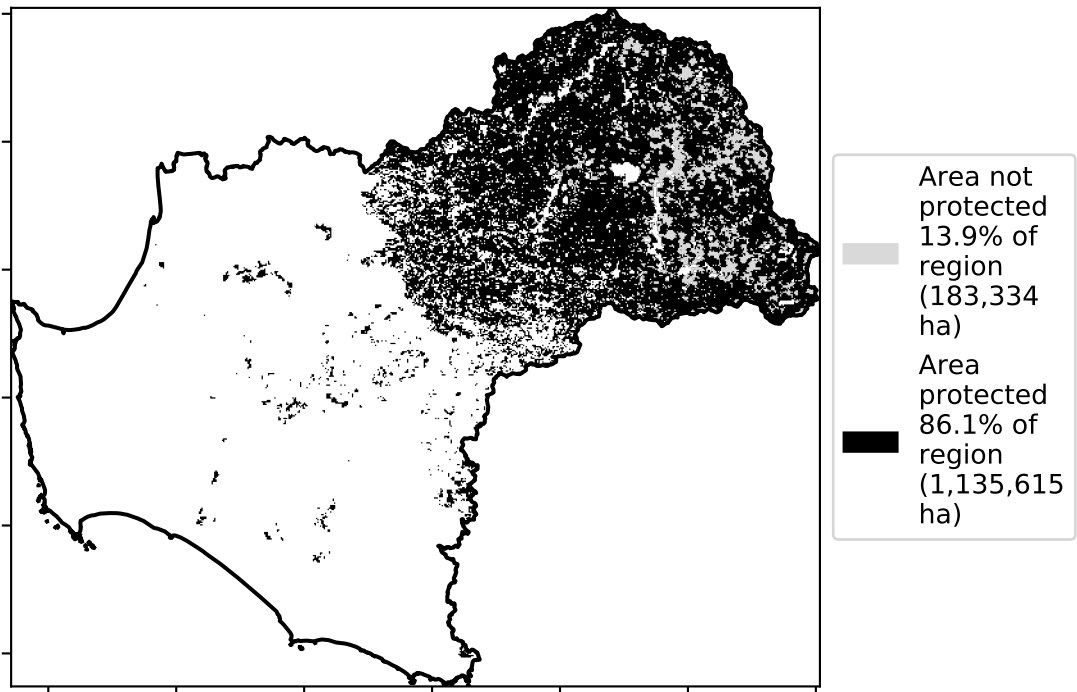 Area not
protected
13.9% of
region
(183,334
ha)
Area
protected
86.1% of
region
(1,135,615
ha)